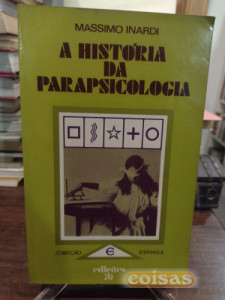 MASSIMO INARDI
A HISTÓRIA
DA
PARAPSICOLOGIA
COLECÇÃO e ESFINGE
edições
70
coisas